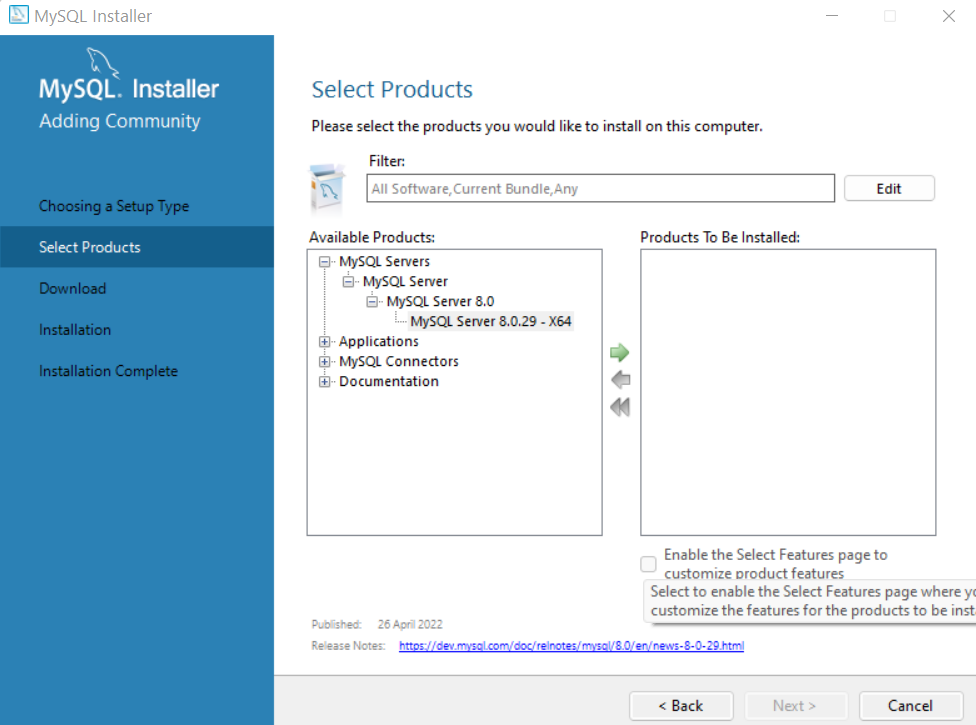 MySQL Installer
MySQL. Installer
Adding Community
Choosing a Setup Type
Select Products
Download
Installation
Installation Complete
Select Products
Please select the products you would like to install on this computer.
Filter:
All Software,Current Bundle,Any
Edit
Available Products:
MySQL Servers
MySQL Server
MySQL Server 8.0
MySQL Server 8.0.29 - X64
Applications
MySQL Connectors
Documentation
Products To Be Installed:
Enable the Select Features page to
customize product features
Select to enable the Select Features page where
customize the features for the products to be
Published: 26 April 2022
Release Notes: https://dev.mysql.com/doc/relnotes/mysql/8.0/en/news-8-0-29.html
< Back
Next >
Cancel